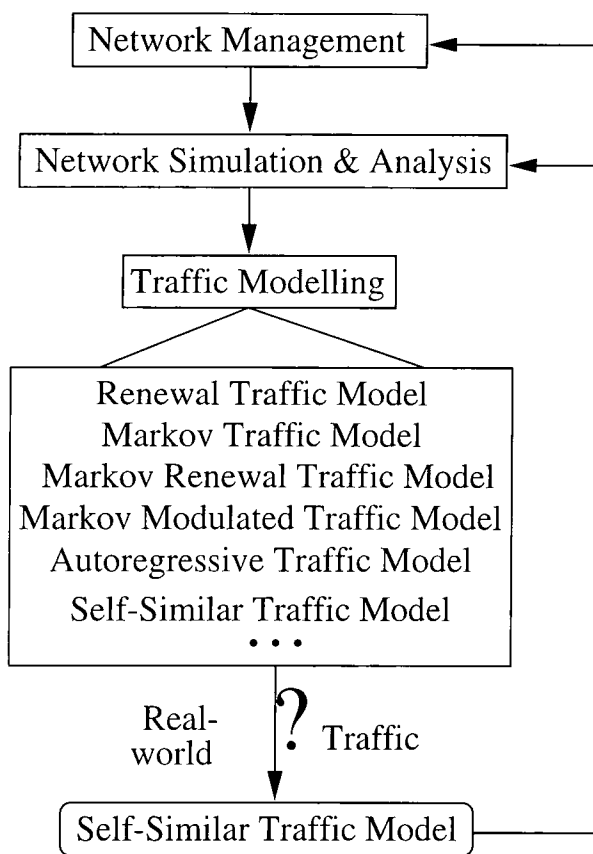 Network Management
Network Simulation & Analysis
Traffic Modelling
Renewal Traffic Model
Markov Traffic Model
Markov Renewal Traffic Model
Markov Modulated Traffic Model
Autoregressive Traffic Model
Self-Similar Traffic Model
• • •
Real-
world
? Traffic
Self-Similar Traffic Model